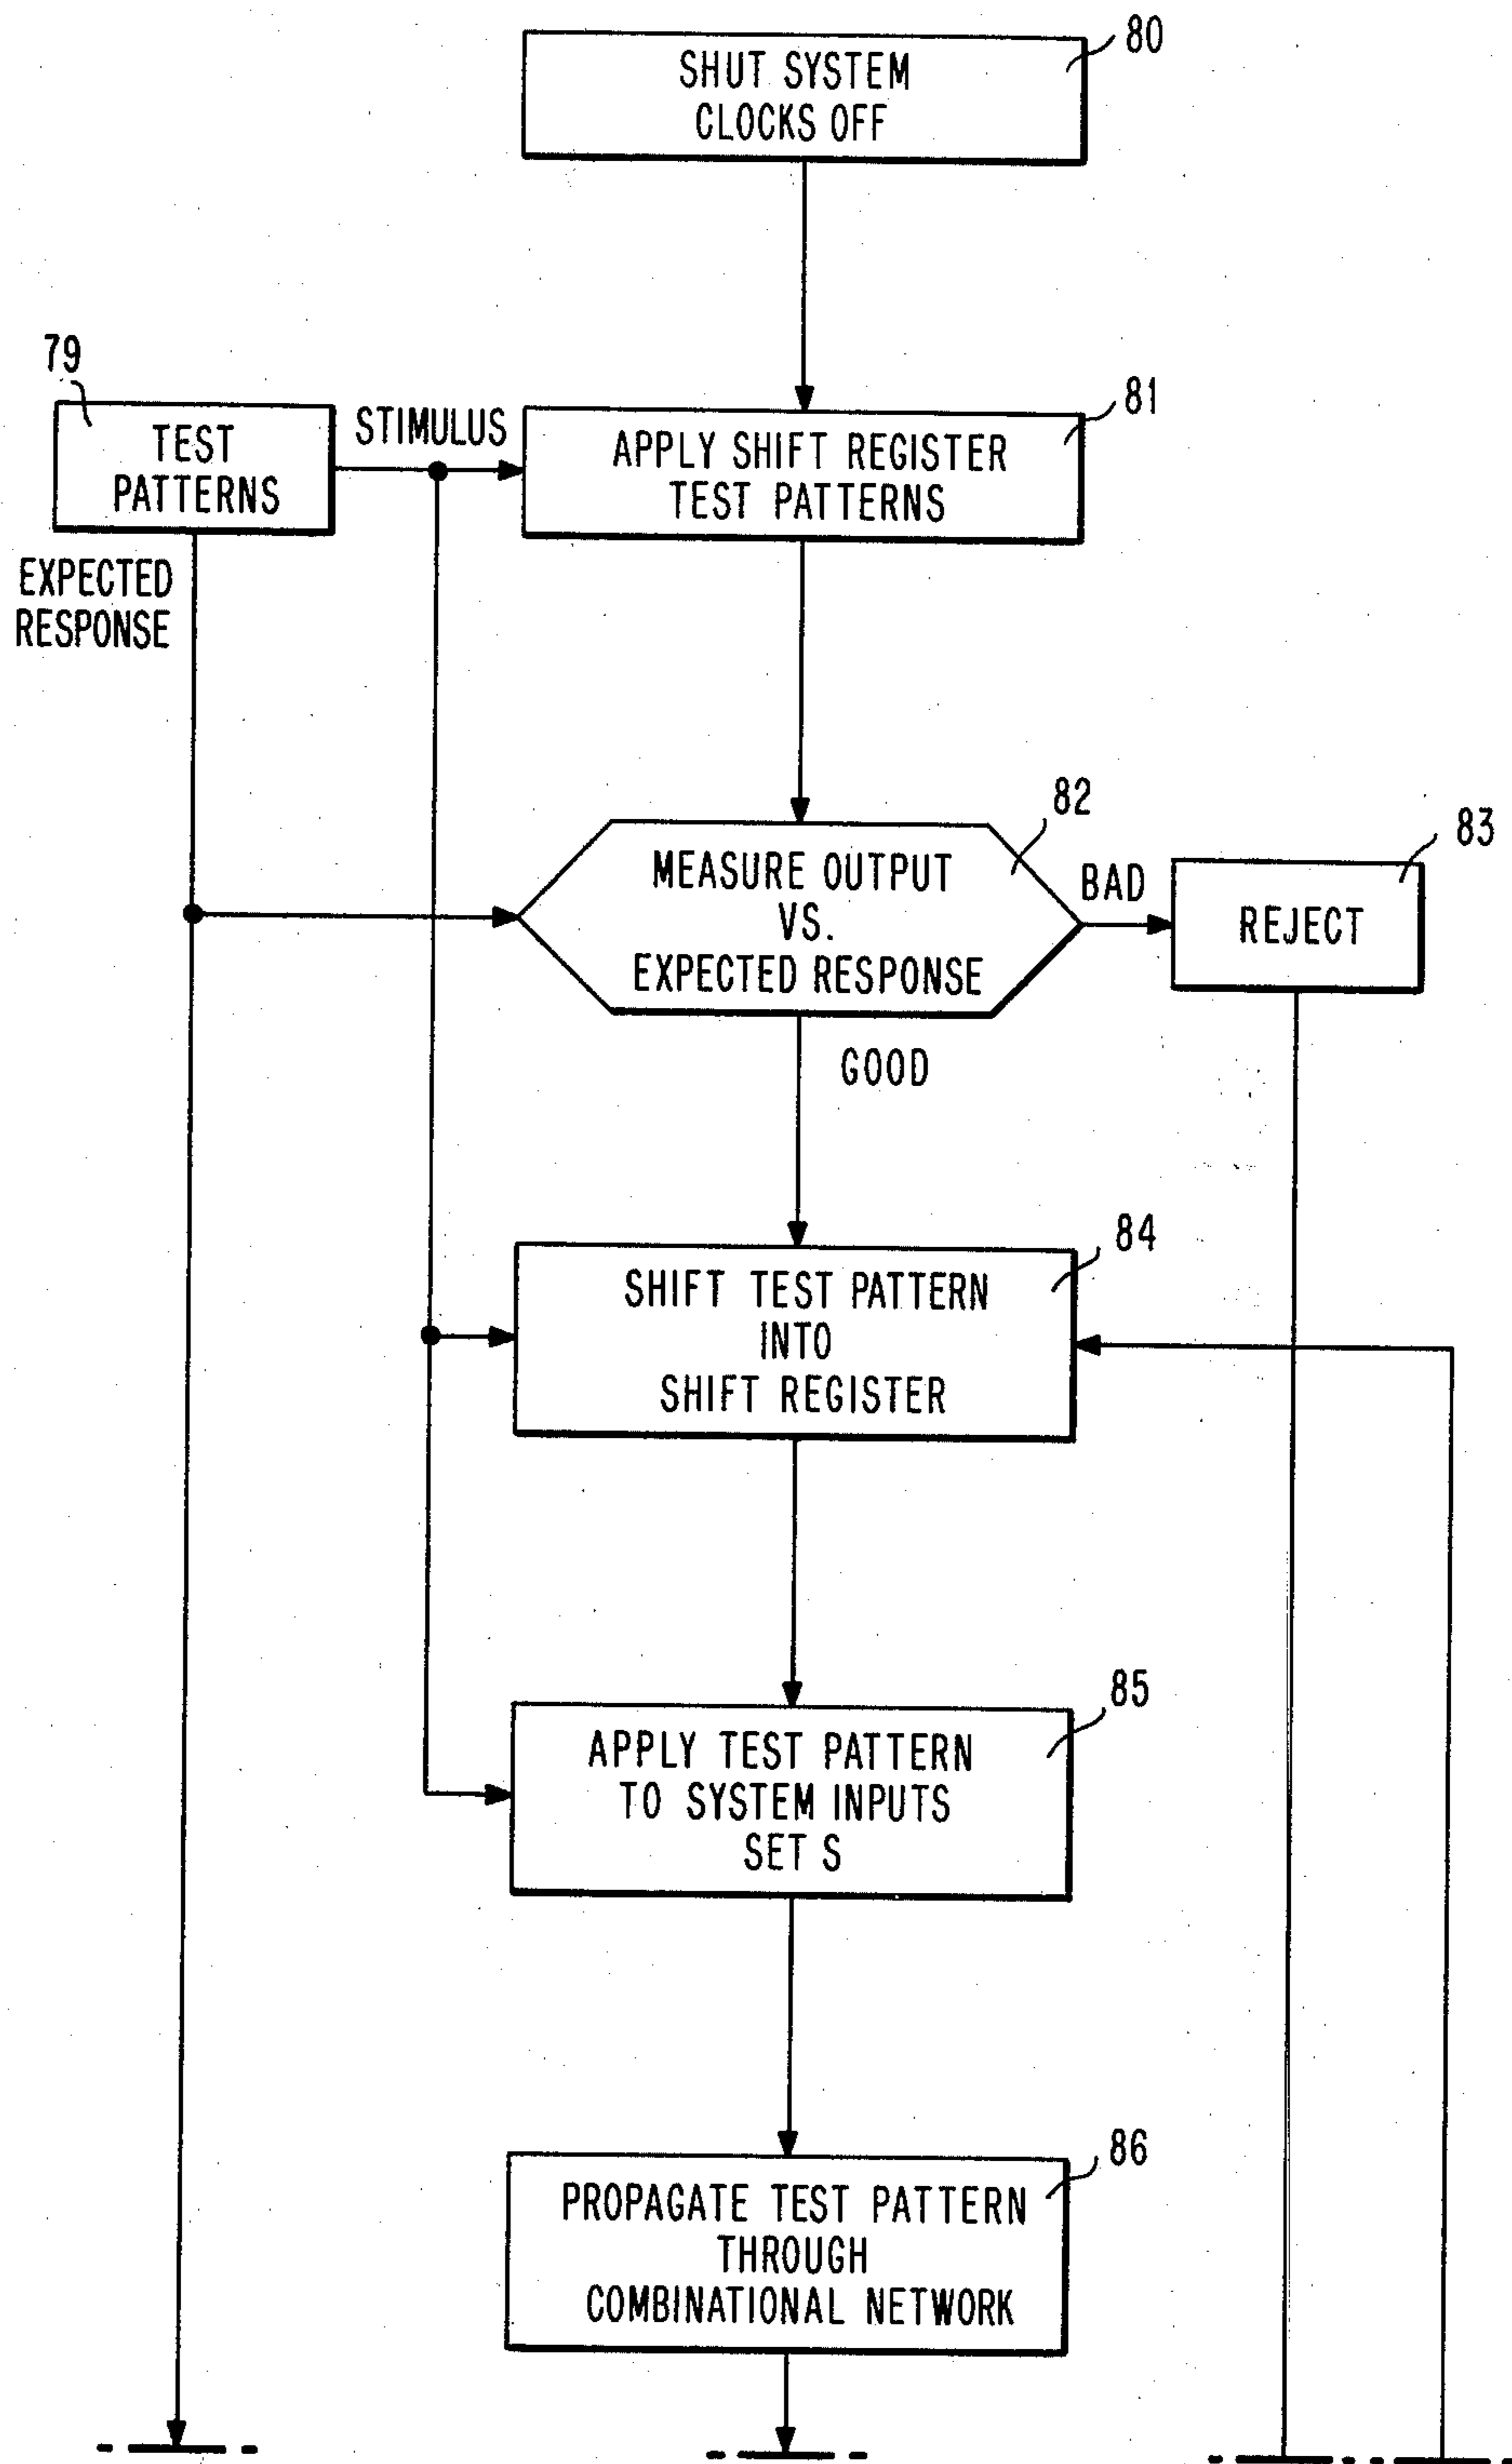 80
SHUT SYSTEM
CLOCKS OFF
79
TEST
PATTERNS
STIMULUS
81
APPLY SHIFT REGISTER
TEST PATTERNS
EXPECTED
RESPONSE
82
MEASURE OUTPUT
VS.
EXPECTED RESPONSE
BAD
83
REJECT
GOOD
84
SHIFT TEST PATTERN
INTO
SHIFT REGISTER
85
APPLY TEST PATTERN
TO SYSTEM INPUTS
SET S
86
PROPAGATE TEST PATTERN
THROUGH
COMBINATIONAL NETWORK